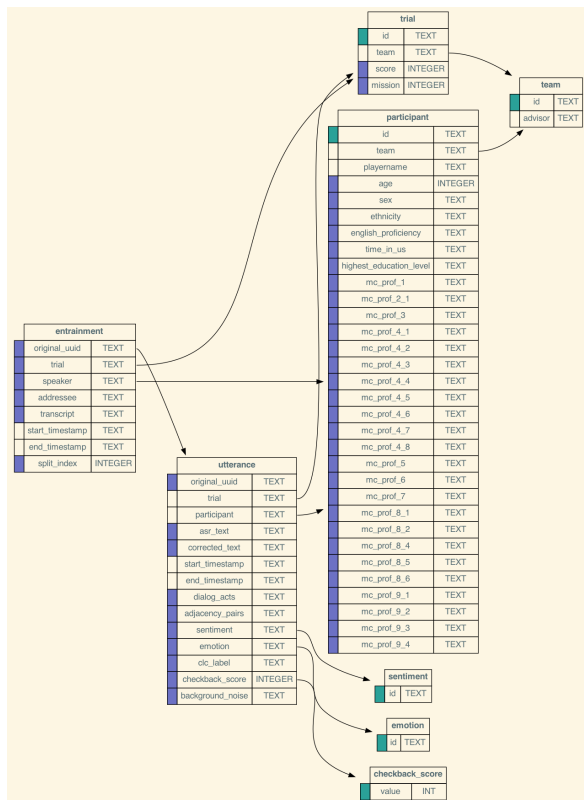 trial
id TEXT
team TEXT
score INTEGER
mission INTEGER
team
id TEXT
advisor TEXT
participant
id TEXT
team TEXT
playername TEXT
age INTEGER
sex TEXT
ethnicity TEXT
english_proficiency TEXT
time_in_us TEXT
highest_education_level TEXT
mc_prof_1 TEXT
mc_prof_2_1 TEXT
mc_prof_3 TEXT
mc_prof_4_1 TEXT
mc_prof_4_2 TEXT
mc_prof_4_3 TEXT
mc_prof_4_4 TEXT
mc_prof_4_5 TEXT
mc_prof_4_6 TEXT
mc_prof_4_7 TEXT
mc_prof_4_8 TEXT
mc_prof_5 TEXT
mc_prof_6 TEXT
mc_prof_7 TEXT
mc_prof_8_1 TEXT
mc_prof_8_2 TEXT
mc_prof_8_4 TEXT
mc_prof_8_5 TEXT
mc_prof_8_6 TEXT
mc_prof_9_1 TEXT
mc_prof_9_2 TEXT
mc_prof_9_3 TEXT
mc_prof_9_4 TEXT
entrainment
original_uuid TEXT
trial TEXT
speaker TEXT
addressee TEXT
transcript TEXT
start_timestamp TEXT
end_timestamp TEXT
split_index INTEGER
utterance
original_uuid TEXT
trial TEXT
participant TEXT
asr_text TEXT
corrected_text TEXT
start_timestamp TEXT
end_timestamp TEXT
dialog_acts TEXT
adjacency_pairs TEXT
sentiment TEXT
emotion TEXT
clc_label TEXT
checkback_score INTEGER
background_noise TEXT
sentiment
id TEXT
emotion
id TEXT
checkback_score
value INT